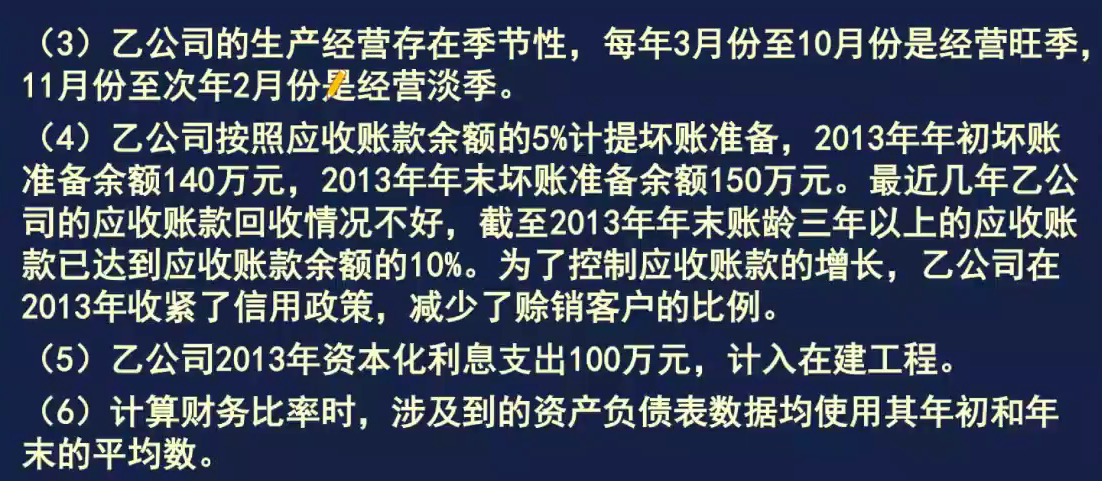 （3）乙公司的生产经营存在季节性，每年3月份至10月份是经营旺季，
11月份至次年2月份是经营淡季。
（4）乙公司按照应收账款余额的5%计提坏账准备，2013年年初坏账
准备余额140万元，2013年年末坏账准备余额150万元。最近几年乙公
司的应收账款回收情况不好，截至2013年年末账龄三年以上的应收账
款已达到应收账款余额的10%。为了控制应收账款的增长，乙公司在
2013年收紧了信用政策，减少了赊销客户的比例。
（5）乙公司2013年资本化利息支出100万元，计入在建工程。
（6）计算财务比率时，涉及到的资产负债表数据均使用其年初和年
末的平均数。